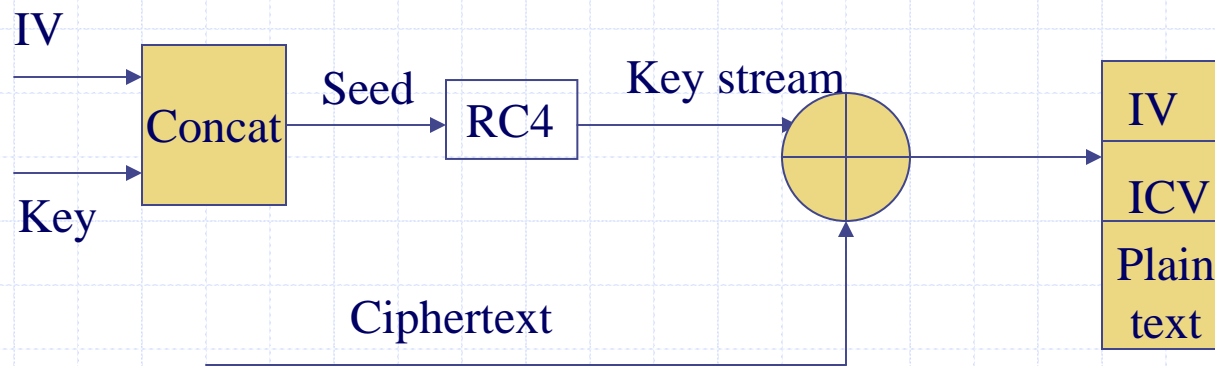 IV
Concat
Key
Seed
RC4
Key stream
Ciphertext
IV
ICV
Plain
text